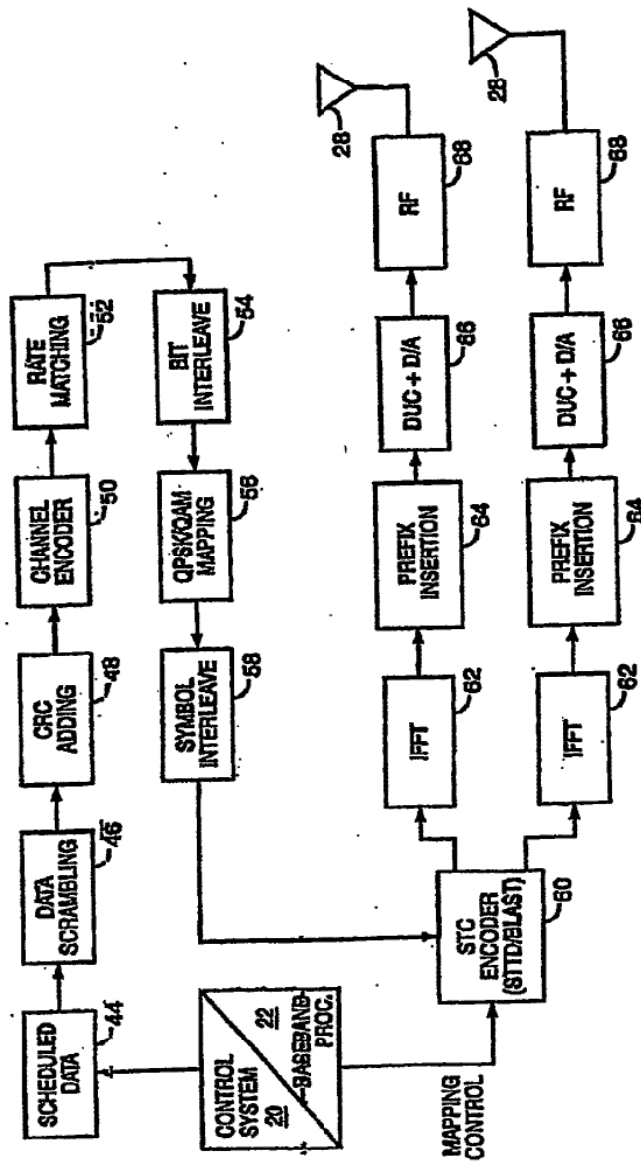 SCHEDULED
DATA
44
DATA
SCRAMBLING
46
CRC
ADDING
48
CHANNEL
ENCODER
50
RATE
MATCHING
52
BIT
INTERLEAVE
54
QPSK/QAM
MAPPING
56
SYMBOL
INTERLEAVE
58
CONTROL
SYSTEM
20
22
BASEBAND
PROC.
MAPPING
CONTROL
STC
ENCODER
(STTD/BLAST)
60
IFFT
62
PREFIX
INSERTION
64
DUC + D/A
66
RF
68
28
IFFT
62
PREFIX
INSERTION
64
DUC + D/A
66
RF
68
28